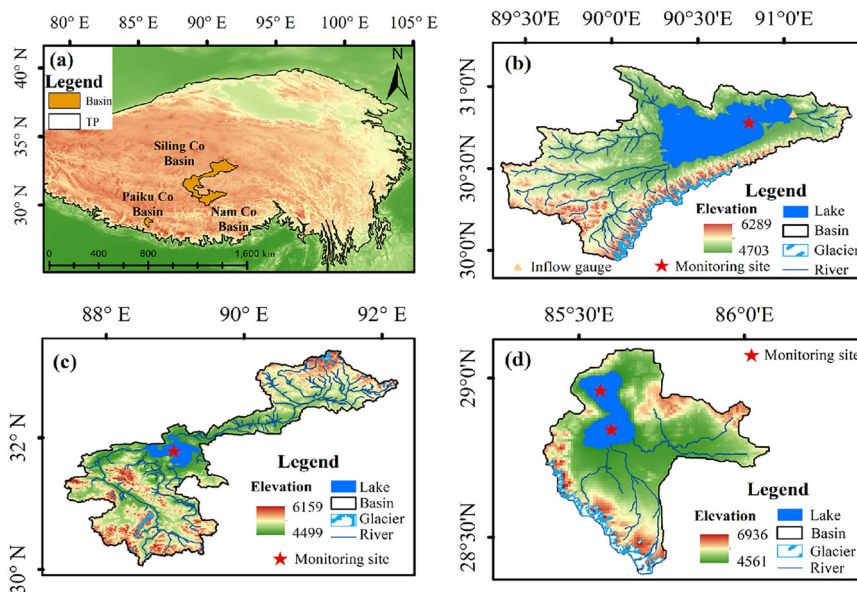 80° E 85° E 90° E 95° E 100° E 105° E
40° N
35° N
30° N
(a)
Legend
Basin
TP
N
Siling Co
Basin
Paiku Co
Basin
Nam Co
Basin
0 400 800 1,600 km
89°30'E 90°0'E 91°0'E
31°0'N
30°30'N
30°0'N
(b)
Legend
Elevation
6289
4703
Lake
Basin
Glacier
River
Inflow gauge
Monitoring site
88° E 90° E 92° E
32° N
30° N
(c)
Legend
Elevation
6159
4499
Lake
Basin
Glacier
River
Monitoring site
85°30'E 86°0'E
29°0'N
28°30'N
(d)
Monitoring site
Legend
Elevation
6936
4561
Lake
Basin
Glacier
River